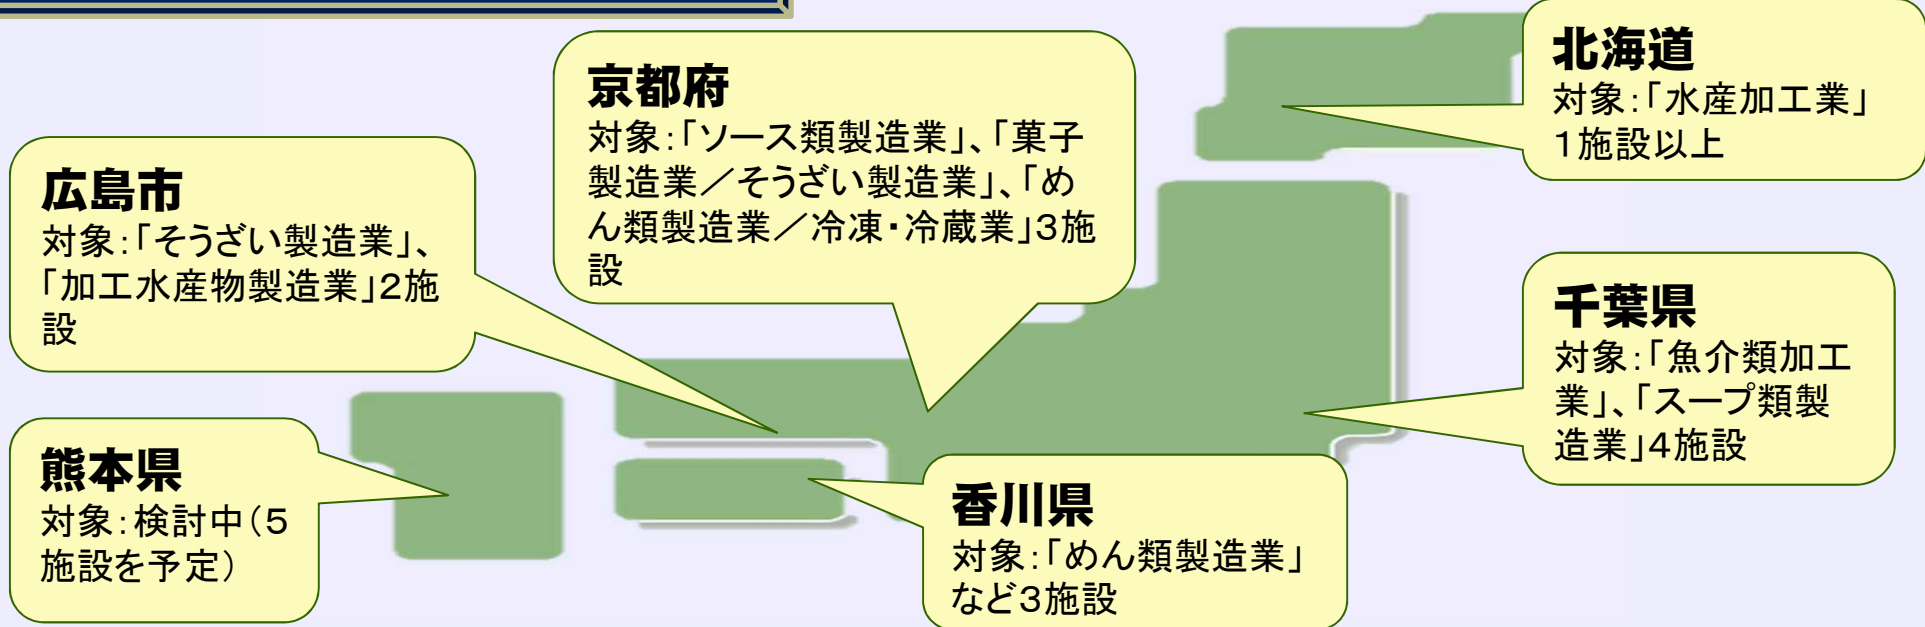 北海道
対象:「水産加工業」
1施設以上
京都府
対象:「ソース類製造業」、「菓子
製造業／そうざい製造業」、「め
ん類製造業／冷凍・冷蔵業」3施
設
広島市
対象:「そうざい製造業」、
「加工水産物製造業」2施
設
千葉県
対象:「魚介類加工
業」、「スープ類製
造業」4施設
熊本県
対象:検討中(5
施設を予定)
香川県
対象:「めん類製造業」
など3施設